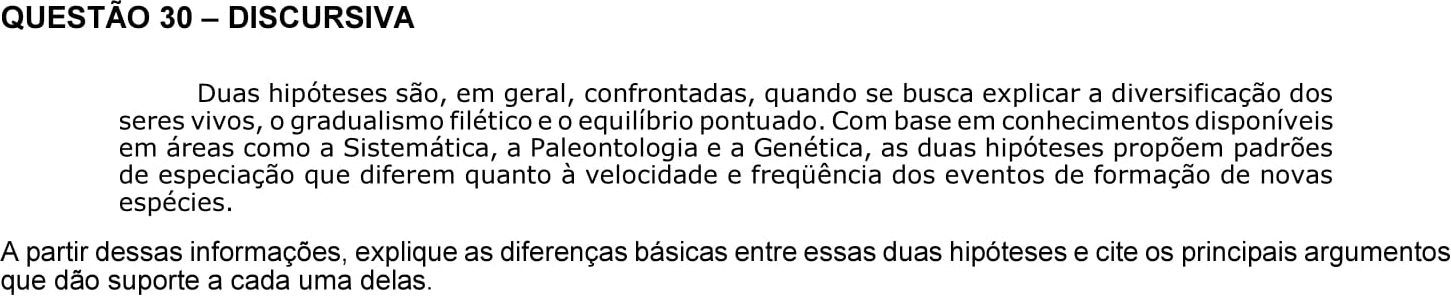 QUESTÃO 30 – DISCURSIVA
Duas hipóteses são, em geral, confrontadas, quando se busca explicar a diversificação dos
seres vivos, o gradualismo filético e o equilíbrio pontuado. Com base em conhecimentos disponíveis
em áreas como a Sistemática, a Paleontologia e a Genética, as duas hipóteses propõem padrões
de especiação que diferem quanto à velocidade e freqüência dos eventos de formação de novas
espécies.
A partir dessas informações, explique as diferenças básicas entre essas duas hipóteses e cite os principais argumentos
que dão suporte a cada uma delas.